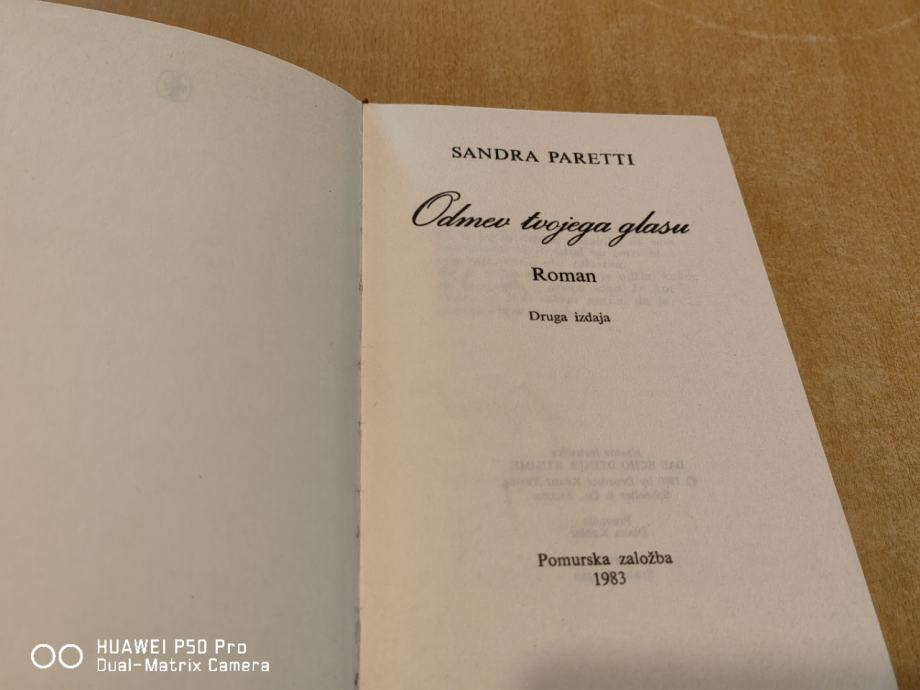 SANDRA PARETTI
Odmev tvojega glasu
Roman
Druga izdaja
Pomurska založba
1983
HUAWEI P50 Pro
Dual-Matrix Camera